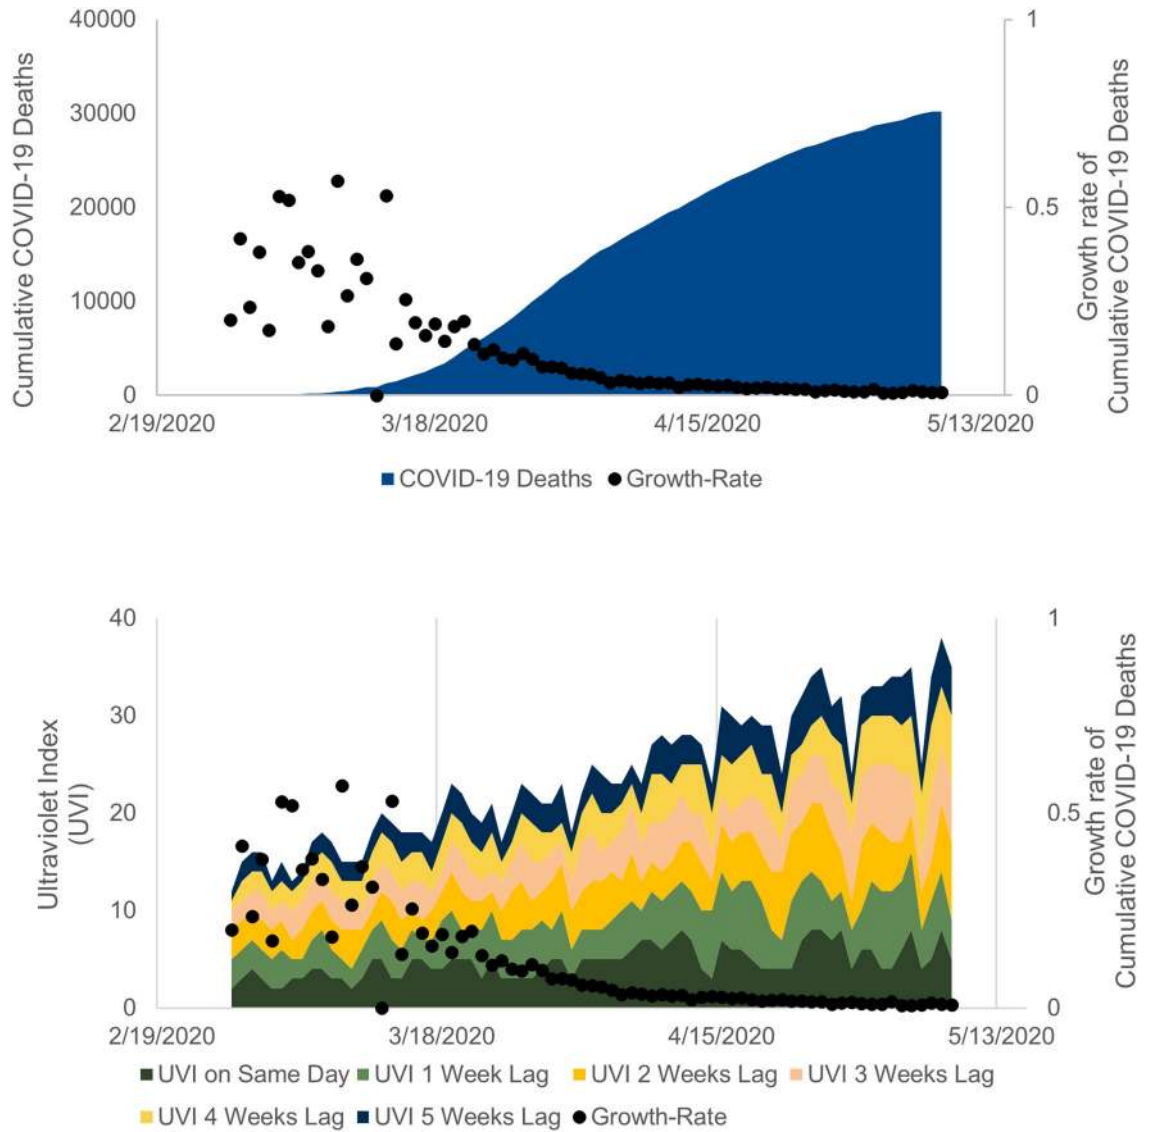 40000
30000
20000
10000
0
Cumulative COVID-19 Deaths
1
0.5
0
Growth rate of
Cumulative COVID-19 Deaths
2/19/2020
3/18/2020
4/15/2020
5/13/2020
COVID-19 Deaths
Growth-Rate
40
30
20
10
0
Ultraviolet Index
(UVI)
1
0.5
0
Growth rate of
Cumulative COVID-19 Deaths
2/19/2020
3/18/2020
4/15/2020
5/13/2020
UVI on Same Day
UVI 1 Week Lag
UVI 2 Weeks Lag
UVI 3 Weeks Lag
UVI 4 Weeks Lag
UVI 5 Weeks Lag
Growth-Rate